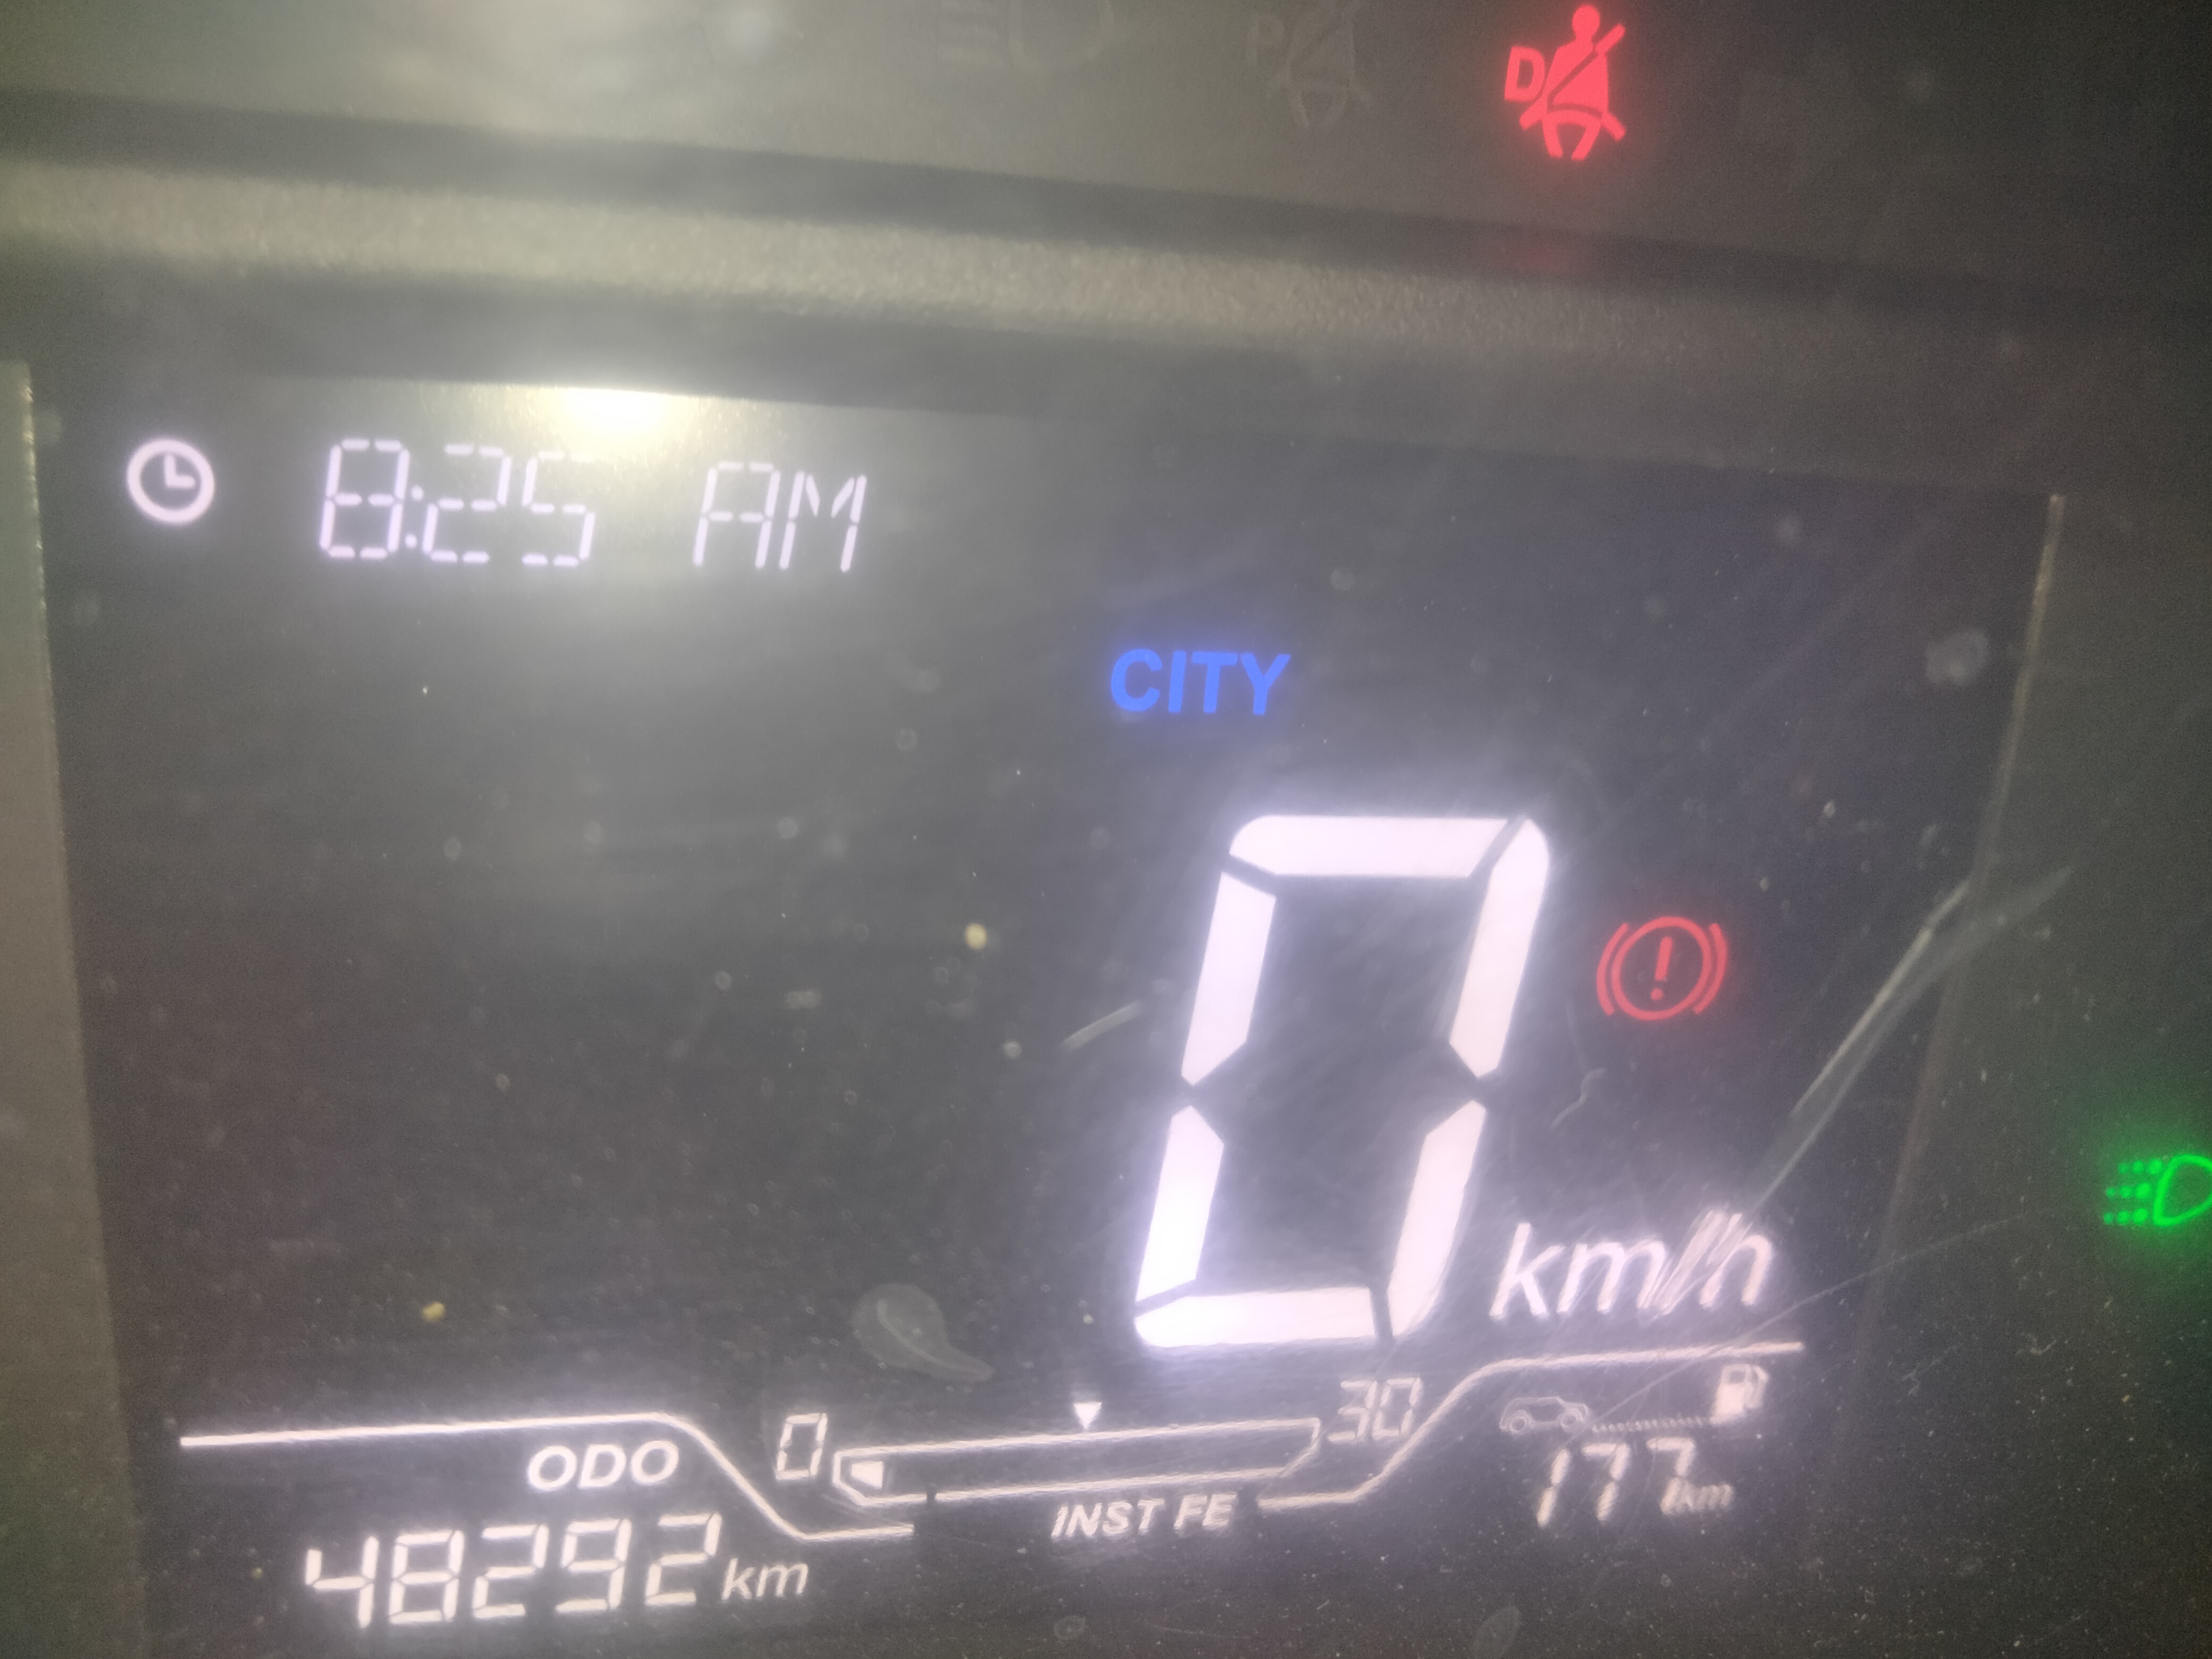 D
8:25 AM
CITY
0 km/h
0 30
ODO
INST FE
177 km
48292 km